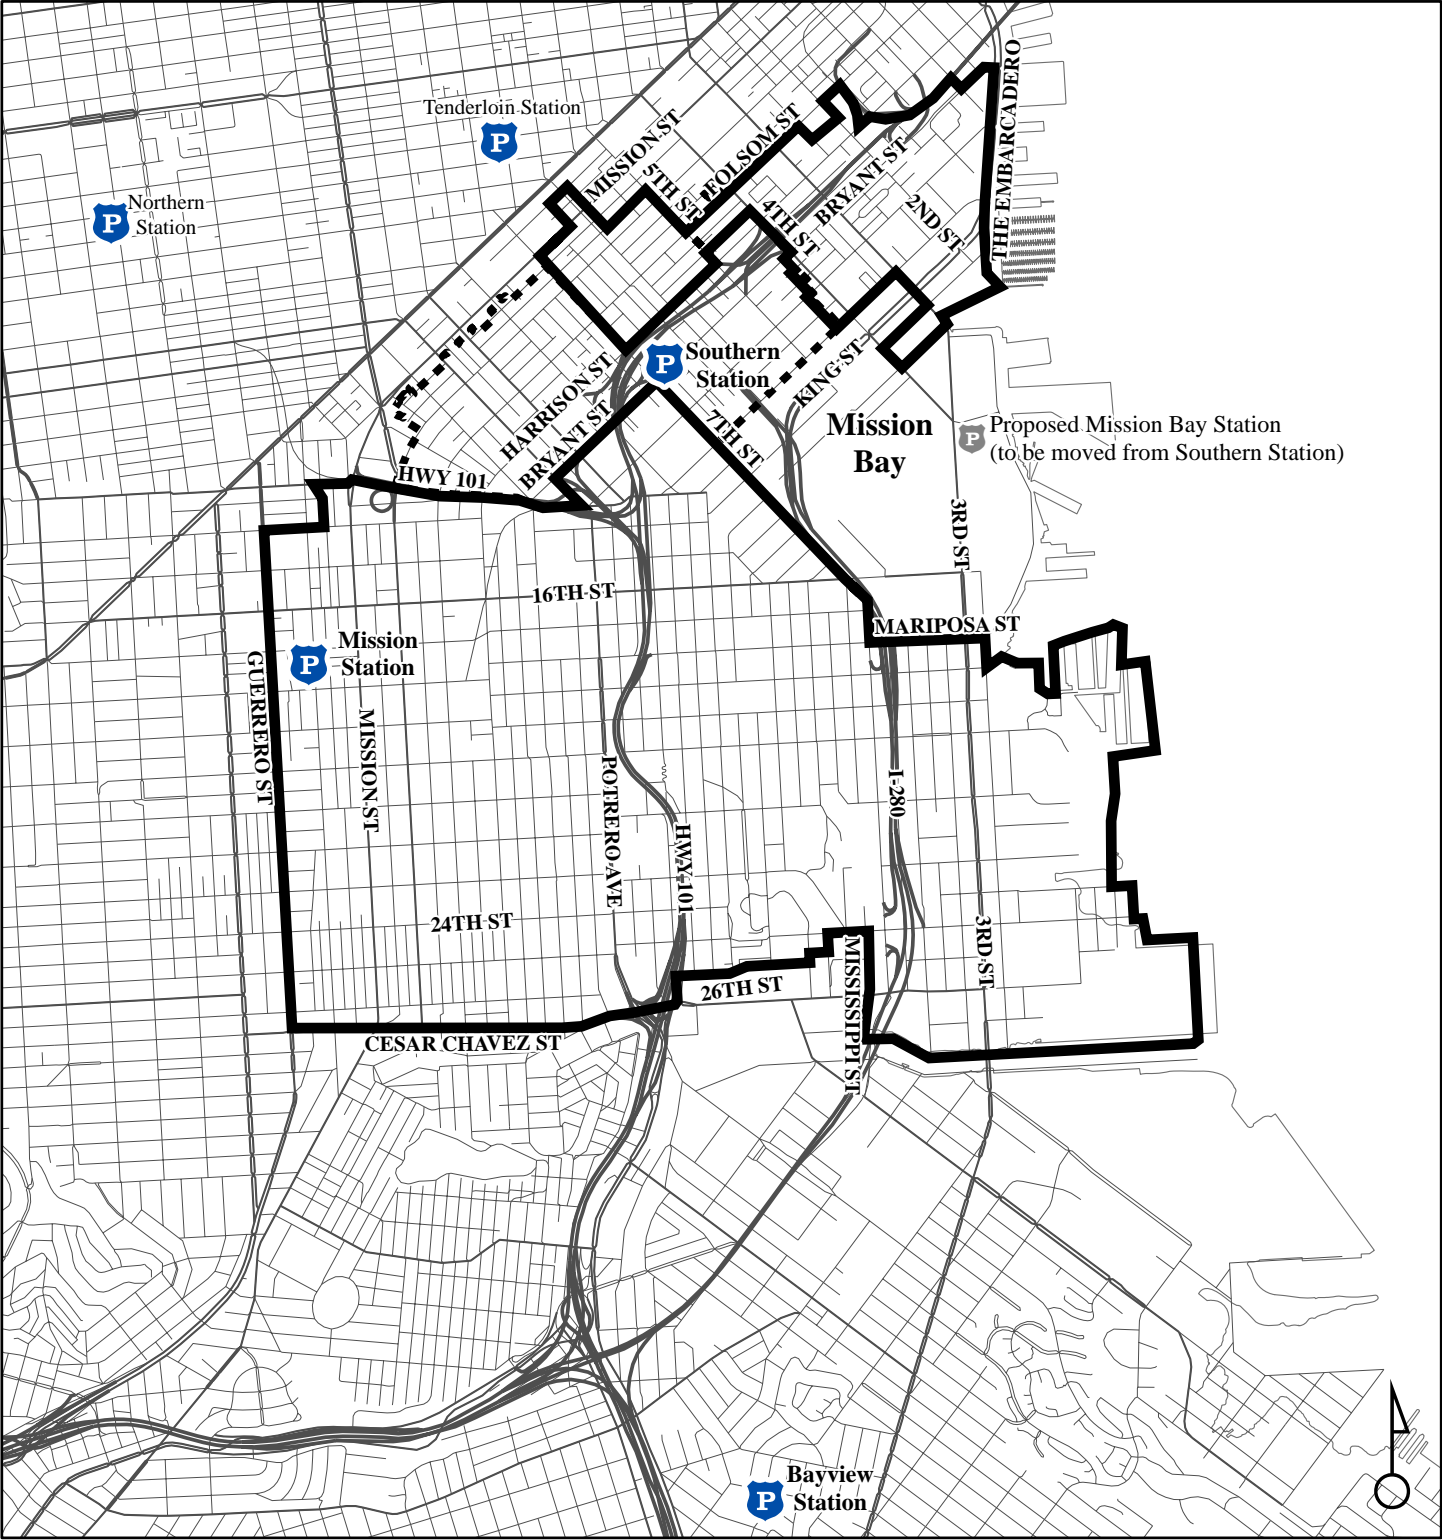 Tenderloin Station
P
Northern
Station
P
MISSION ST
5TH ST
FOLSOM ST
4TH ST
BRYANT ST
2ND ST
THE EMBARCADERO
P
Southern
Station
HARRISON ST
BRYANT ST
HWY 101
7TH ST
KING ST
Mission
Bay
P
Proposed Mission Bay Station
(to be moved from Southern Station)
3RD ST
16TH ST
MARIPOSA ST
P
Mission
Station
GUERRERO ST
MISSION ST
POTRERO AVE
HWY 101
I-280
24TH ST
3RD ST
26TH ST
MISSISSIPPI ST
CESAR CHAVEZ ST
P
Bayview
Station